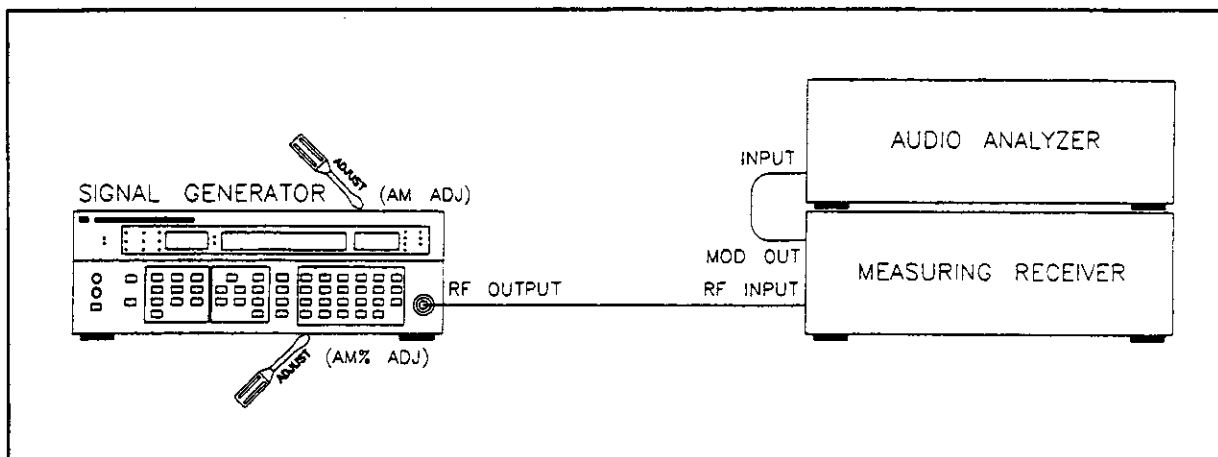 AUDIO ANALYZER
INPUT
ADJUST
SIGNAL GENERATOR (AM ADJ)
MOD OUT
MEASURING RECEIVER
RF OUTPUT
RF INPUT
ADJUST
(AM% ADJ)